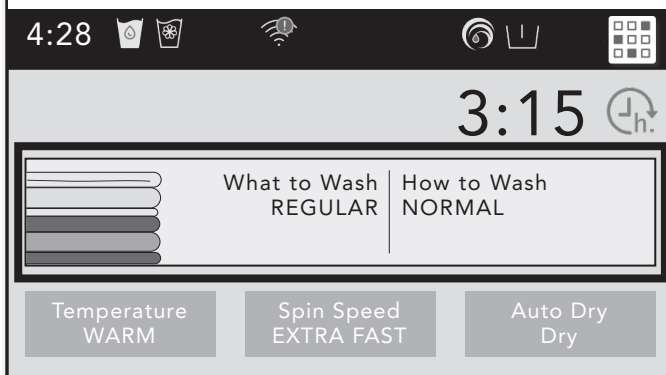 4:28
!
3:15
h.
What to Wash How to Wash
REGULAR NORMAL
Temperature Spin Speed Auto Dry
WARM EXTRA FAST Dry